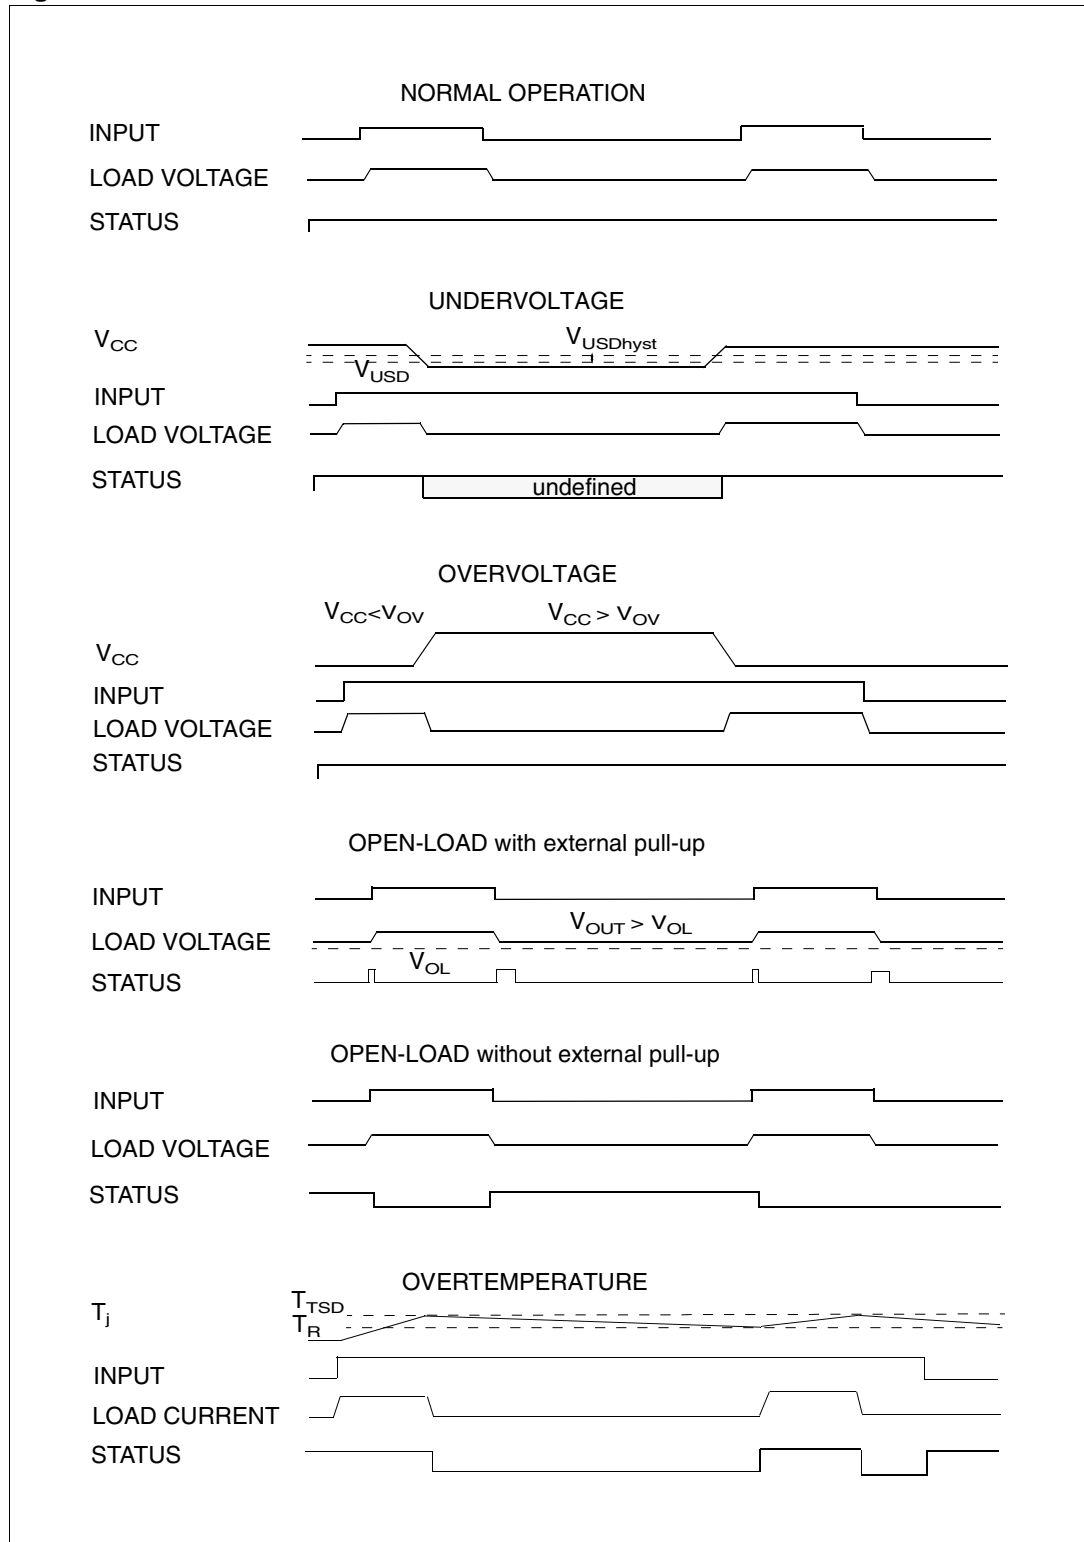 NORMAL OPERATION
INPUT
LOAD VOLTAGE
STATUS
UNDERVOLTAGE
VCC
VUSDhyst
VUSD
INPUT
LOAD VOLTAGE
STATUS
undefined
OVERVOLTAGE
VCC<VOV
VCC > VOV
VCC
INPUT
LOAD VOLTAGE
STATUS
OPEN-LOAD with external pull-up
INPUT
VOUT > VOL
LOAD VOLTAGE
VOL
STATUS
OPEN-LOAD without external pull-up
INPUT
LOAD VOLTAGE
STATUS
OVERTEMPERATURE
Tj
TTSD
TR
INPUT
LOAD CURRENT
STATUS